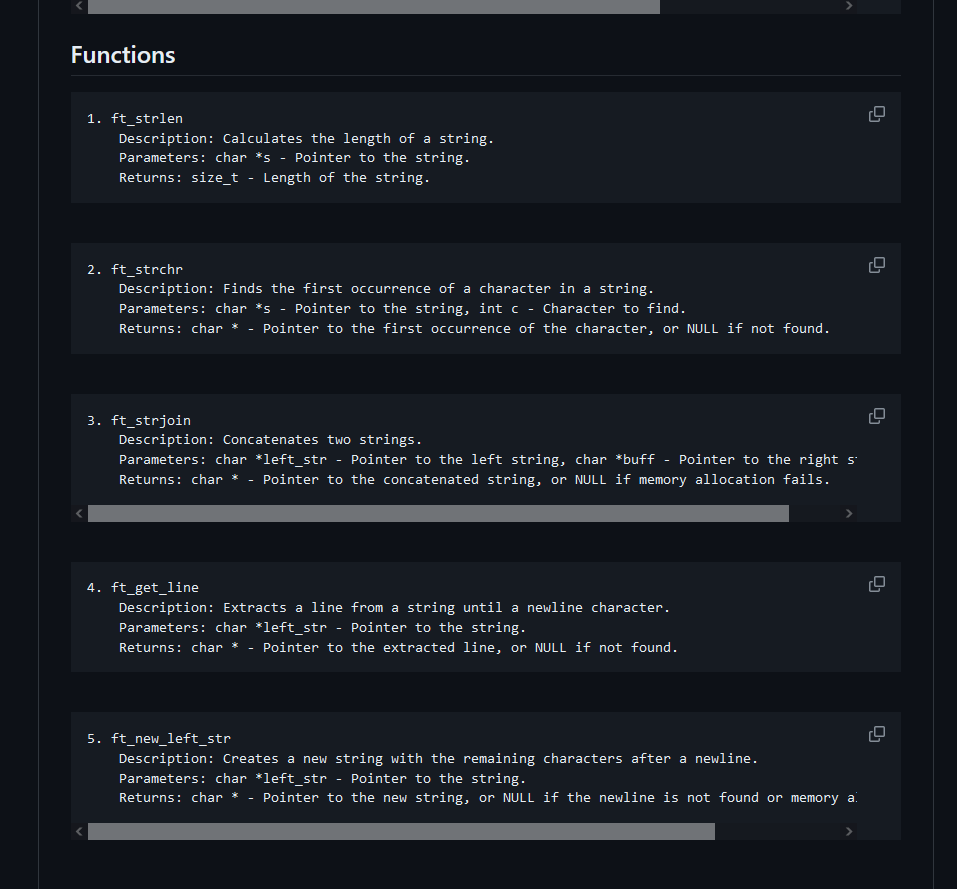 Functions
1. ft_strlen
Description: Calculates the length of a string.
Parameters: char *s - Pointer to the string.
Returns: size_t - Length of the string.
2. ft_strchr
Description: Finds the first occurrence of a character in a string.
Parameters: char *s - Pointer to the string, int c - Character to find.
Returns: char * - Pointer to the first occurrence of the character, or NULL if not found.
3. ft_strjoin
Description: Concatenates two strings.
Parameters: char *left_str - Pointer to the left string, char *buff - Pointer to the right
Returns: char * - Pointer to the concatenated string, or NULL if memory allocation fails.
4. ft_get_line
Description: Extracts a line from a string until a newline character.
Parameters: char *left_str - Pointer to the string.
Returns: char * - Pointer to the extracted line, or NULL if not found.
5. ft_new_left_str
Description: Creates a new string with the remaining characters after a newline.
Parameters: char *left_str - Pointer to the string.
Returns: char * - Pointer to the new string, or NULL if the newline is not found or memory